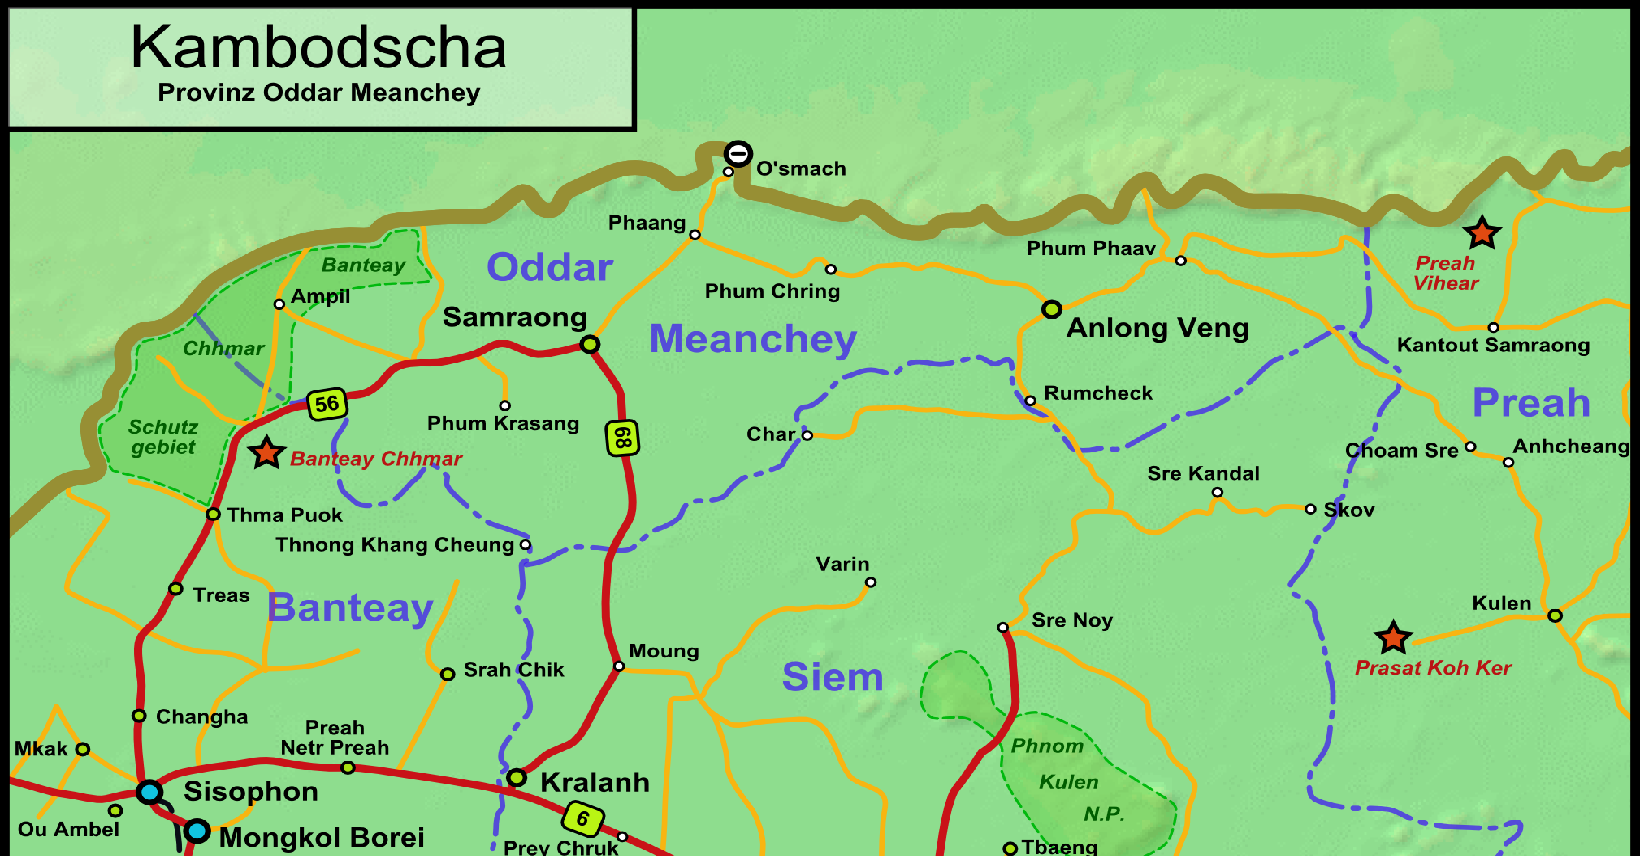 Kambodscha
Provinz Oddar Meanchey
O'smach
Phaang
Oddar
Banteay
Ampil
Phum Chring
Phum Phaav
Preah
Vihear
Samraong
Meanchey
Anlong Veng
Kantout Samraong
Chhmar
56
Phum Krasang
Rumcheck
Preah
Schutz
gebiet
68
Char
Choam Sre
Anhcheang
Banteay Chhmar
Sre Kandal
Skov
Thma Puok
Thnong Khang Cheung
Varin
Treas
Banteay
Kulen
Sre Noy
Moung
Srah Chik
Siem
Prasat Koh Ker
Changha
Preah
Netr Preah
Mkak
Phnom
Kulen
N.P.
Sisophon
Kralanh
6
Ou Ambel
Mongkol Borei
Prey Chruk
Tbaeng